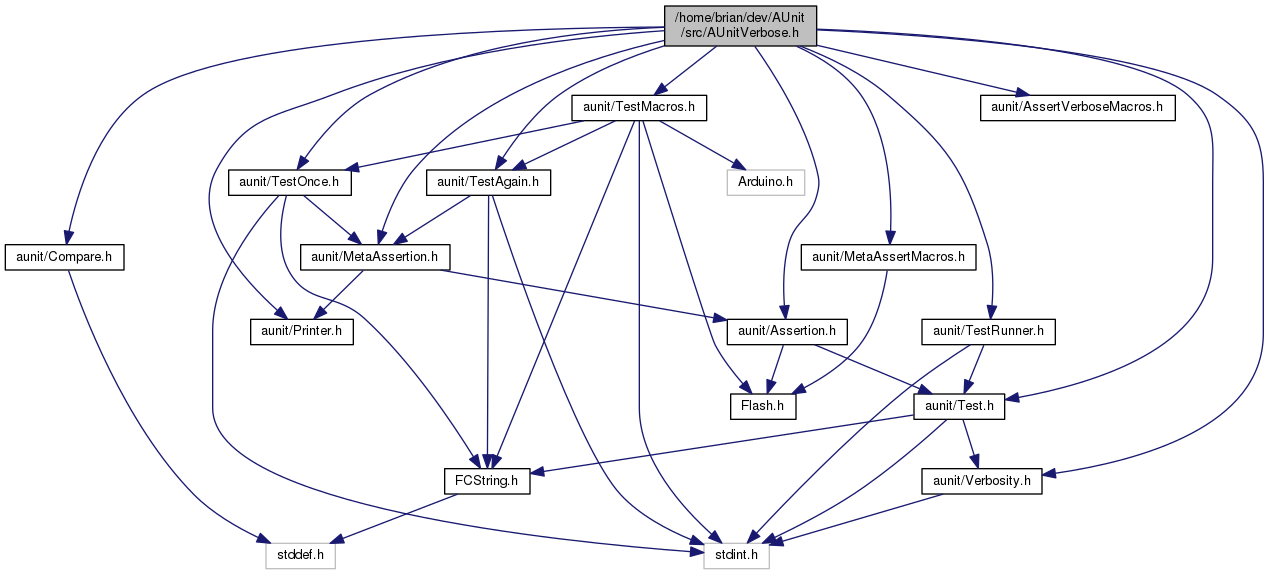 /home/brian/dev/AUnit
/src/AUnitVerbose.h
aunit/TestMacros.h
aunit/AssertVerboseMacros.h
aunit/TestOnce.h
aunit/TestAgain.h
Arduino.h
aunit/Compare.h
aunit/MetaAssertion.h
aunit/MetaAssertMacros.h
aunit/Printer.h
aunit/Assertion.h
aunit/TestRunner.h
Flash.h
aunit/Test.h
FCString.h
aunit/Verbosity.h
stddef.h
stdint.h